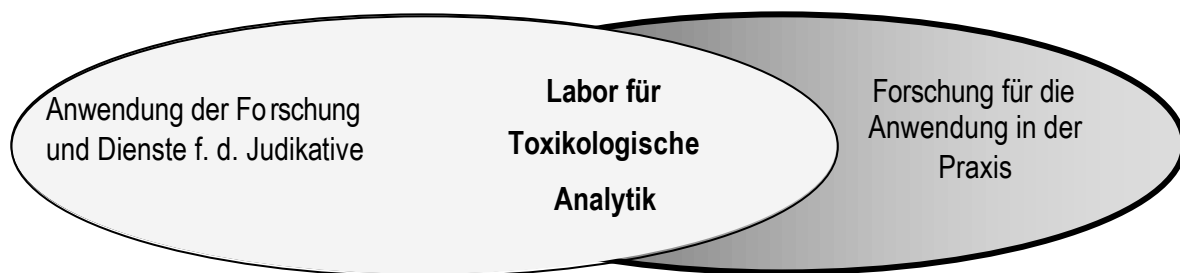 Anwendung der Forschung
und Dienste f. d. Judikative
Labor für
Toxikologische
Analytik
Forschung für die
Anwendung in der
Praxis